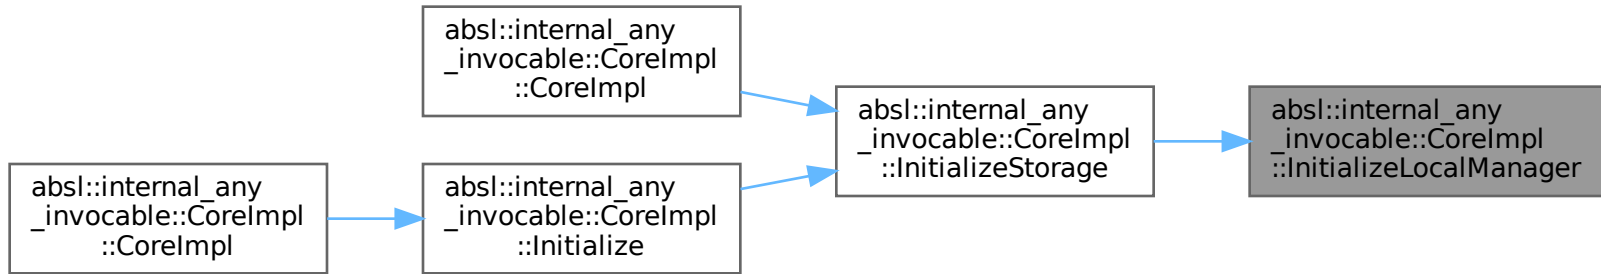 absl::internal_any
_invocable::CoreImpl
::CoreImpl
absl::internal_any
_invocable::CoreImpl
::CoreImpl
absl::internal_any
_invocable::CoreImpl
::Initialize
absl::internal_any
_invocable::CoreImpl
::InitializeStorage
absl::internal_any
_invocable::CoreImpl
::InitializeLocalManager